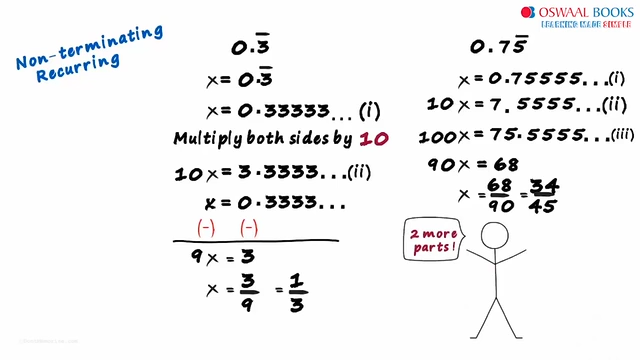 OSWAAL BOOKS
LEARNING MADE SIMPLE
Non-terminating
Recurring
0.3̅
x = 0.3̅
x = 0.33333... (i)
Multiply both sides by 10
10x = 3.3333...(ii)
x = 0.3333...
(-) (-)
9x = 3
x = 3/9 = 1/3
0.75̅
x = 0.75555...(i)
10x = 7.5555...(ii)
100x = 75.5555...(iii)
90x = 68
x = 68/90 = 34/45
2 more
parts!